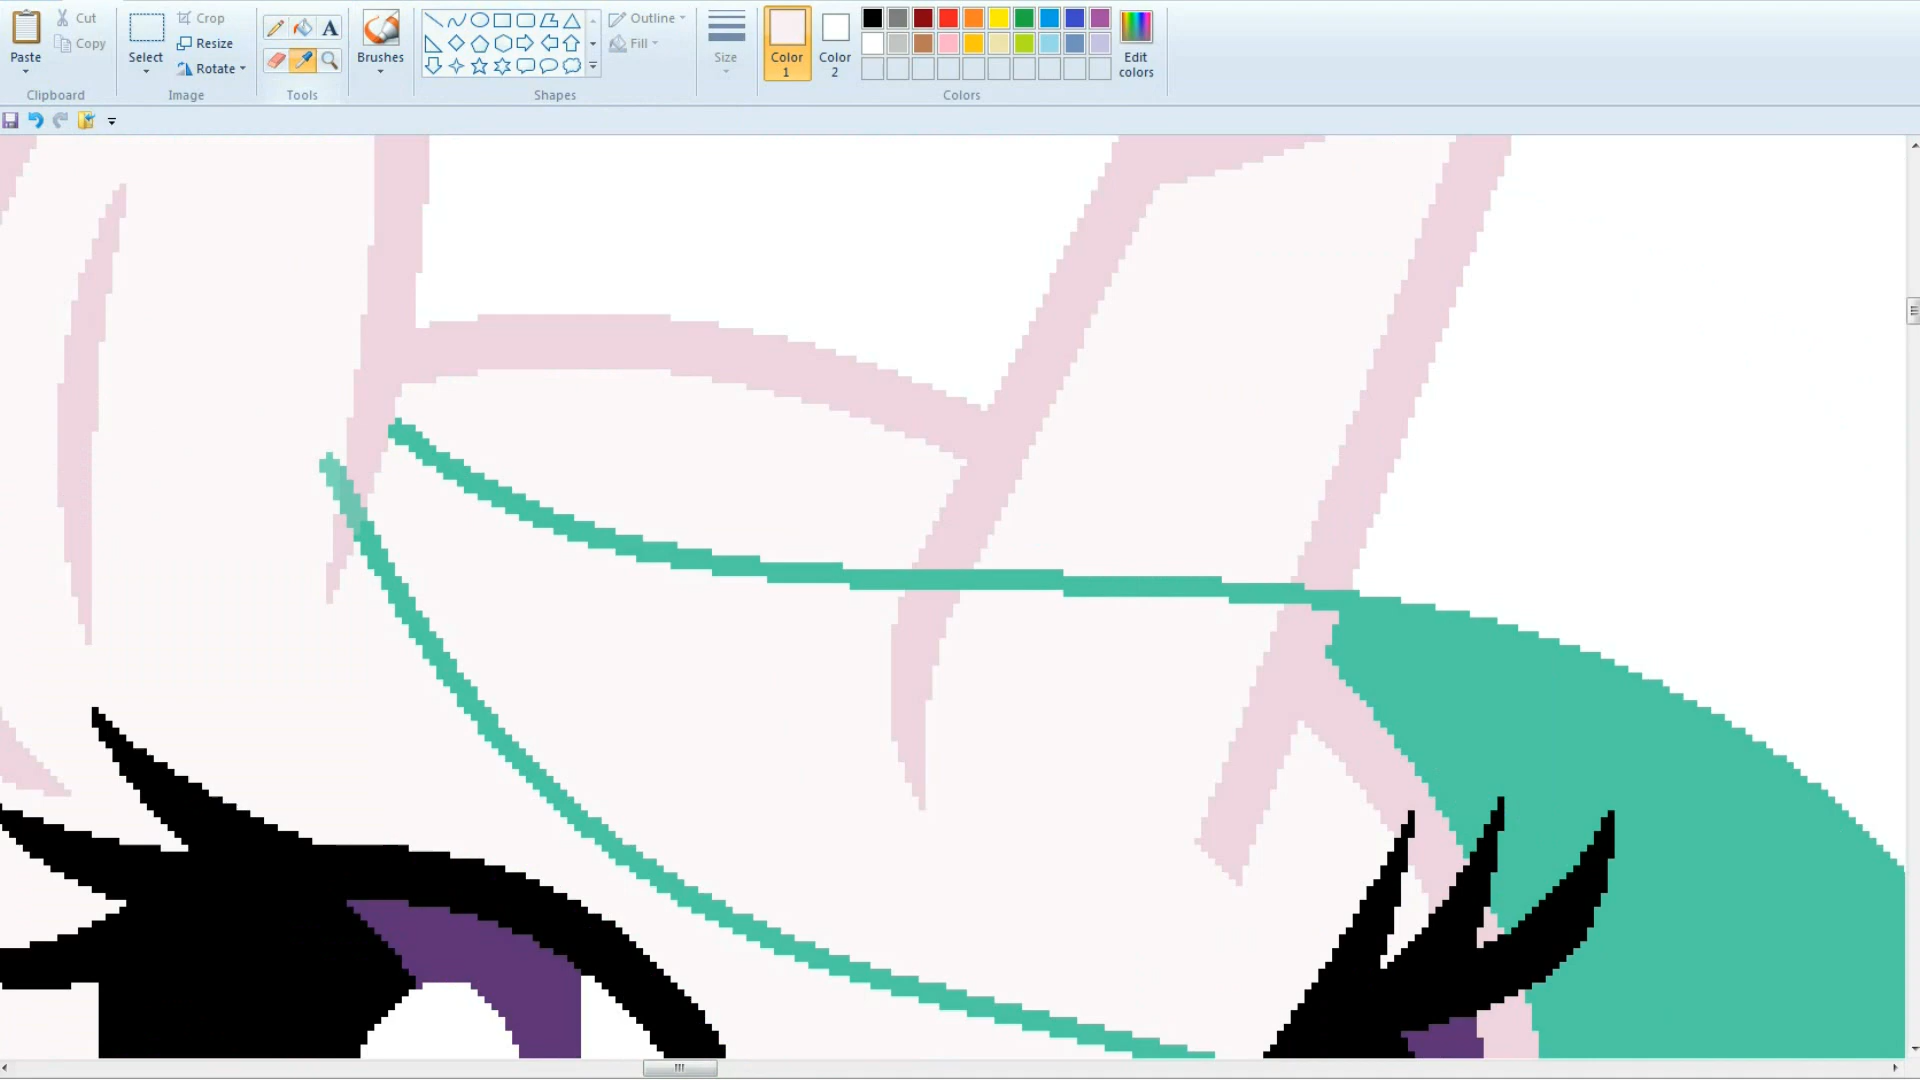 Paste
Cut
Copy
Clipboard
Select
Crop
Resize
Rotate
Image
A
Tools
Brushes
Outline
Fill
Shapes
Size
Color
1
Color
2
Edit
colors
Colors